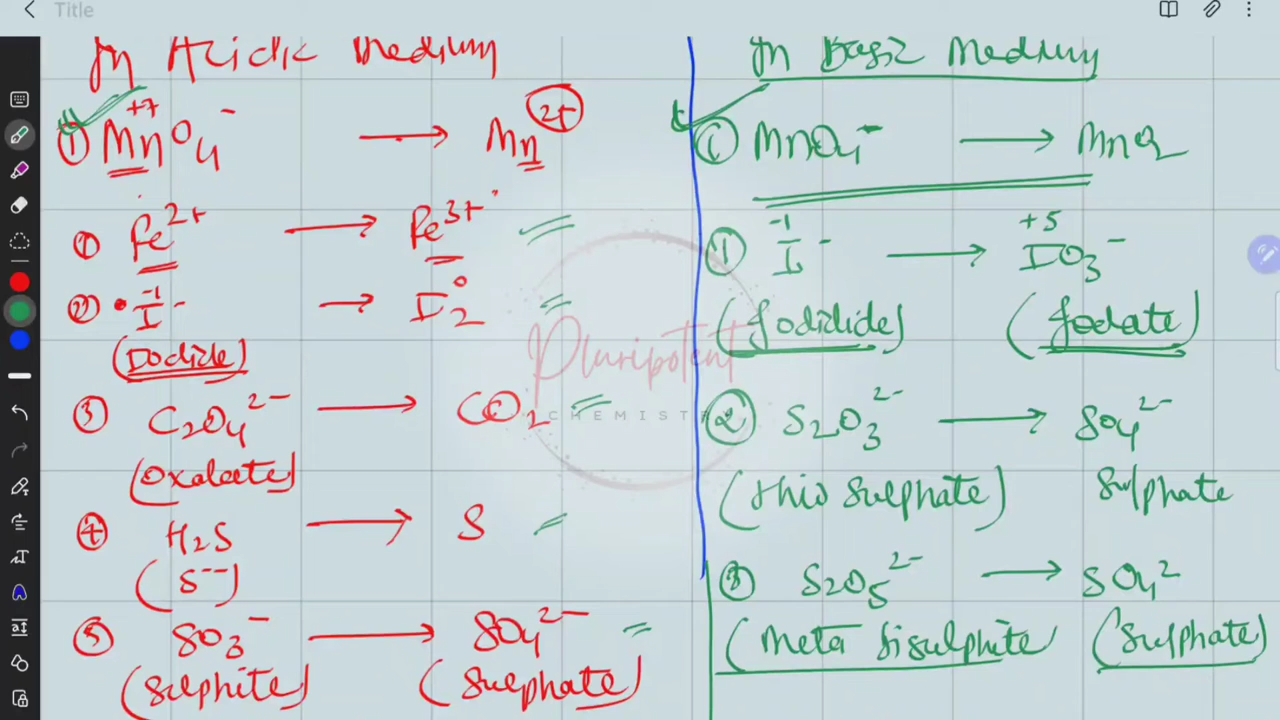 Title
In Acidic Medium
+7
① MnO4⁻ → Mn2+
① Fe2+ → Fe3+
-1 0
② I⁻ → I2
(Iodide)
③ C2O4 2- → CO2
(Oxalate)
④ H2S → S
(S--)
⑤ SO3⁻ → SO4 2-
(Sulphite) (Sulphate)
In Basic Medium
① MnO4⁻ → MnO2
-1 +5
① I⁻ → IO3⁻
(Iodidide) (Iodate)
② S2O3 2- → SO4 2-
(thio sulphate) Sulphate
③ S2O5 2- → SO4 2
(Meta bisulphite) (Sulphate)
Pluripotent
CHEMISTRY